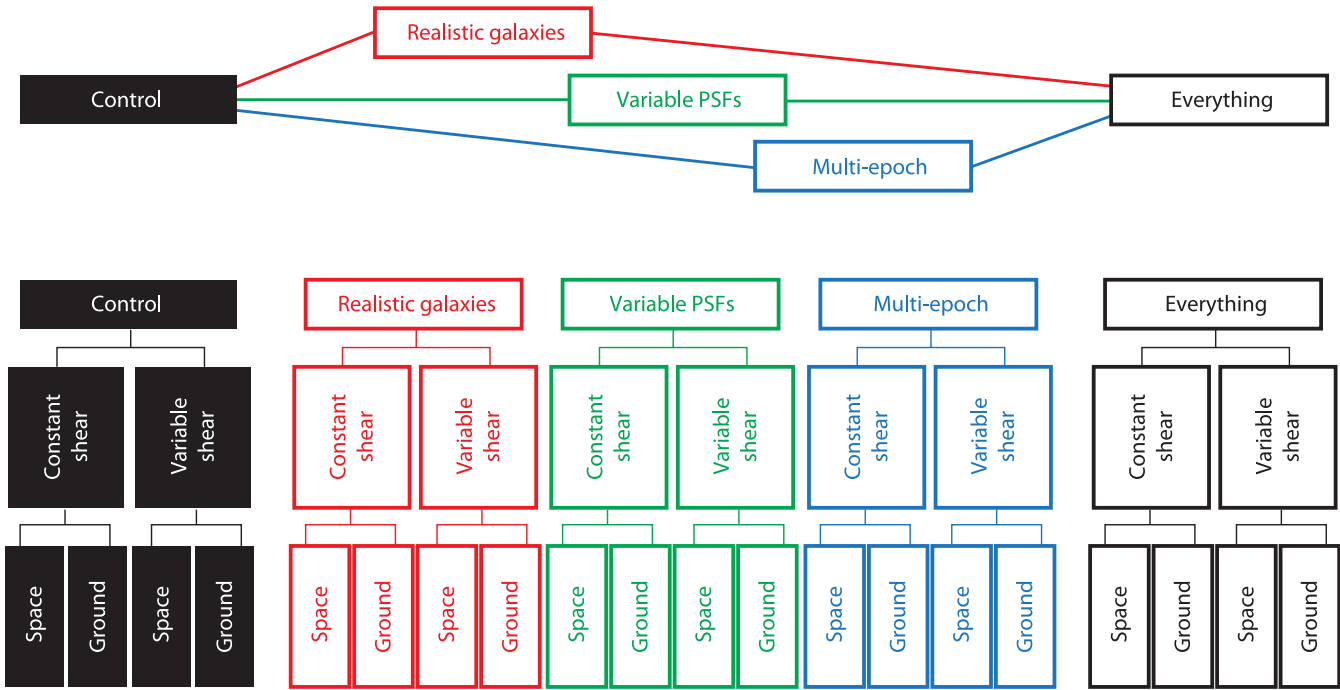 Realistic galaxies
Control
Variable PSFs
Everything
Multi-epoch
Control
Realistic galaxies
Variable PSFs
Multi-epoch
Everything
Constant
shear
Variable
shear
Constant
shear
Variable
shear
Constant
shear
Variable
shear
Constant
shear
Variable
shear
Constant
shear
Variable
shear
Space
Ground
Space
Ground
Space
Ground
Space
Ground
Space
Ground
Space
Ground
Space
Ground
Space
Ground
Space
Ground
Space
Ground